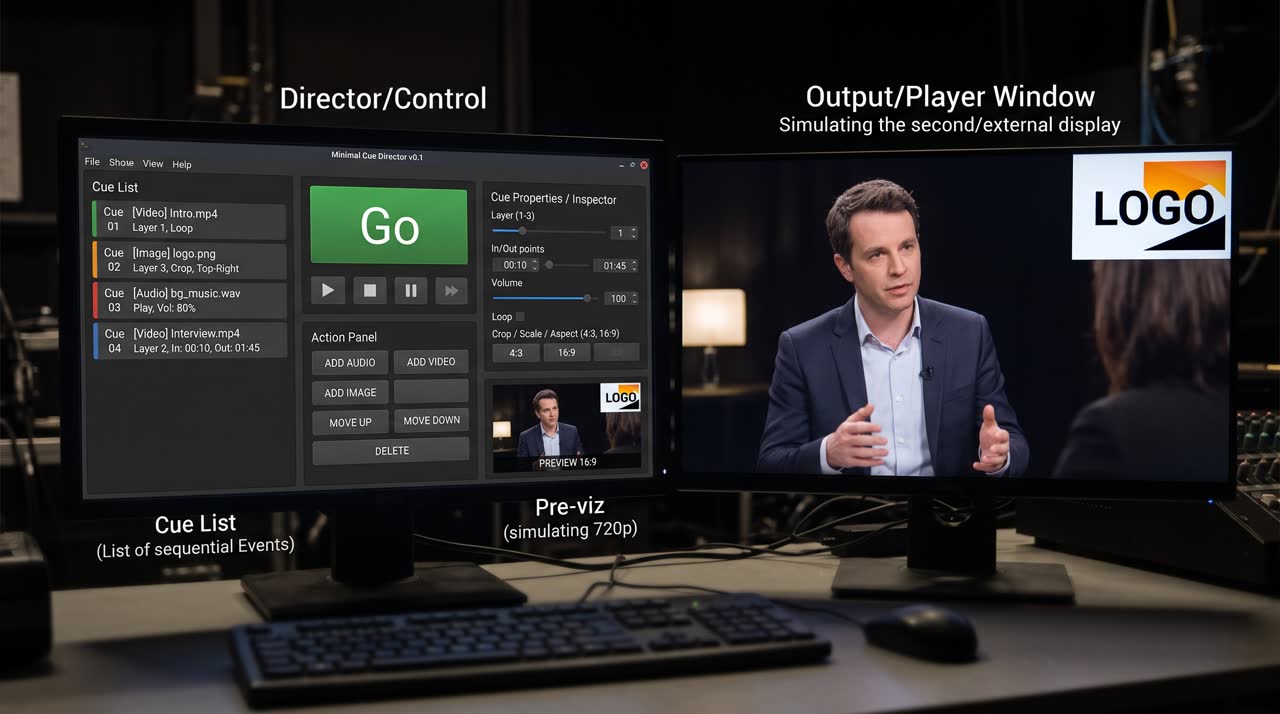 Director/Control
Output/Player Window
Simulating the second/external display
Minimal Cue Director v0.1
File Show View Help
Cue List
Cue 01 [Video] Intro.mp4
Layer 1, Loop
Cue 02 [Image] logo.png
Layer 3, Crop, Top-Right
Cue 03 [Audio] bg_music.wav
Play, Vol: 80%
Cue 04 [Video] Interview.mp4
Layer 2, In: 00:10, Out: 01:45
Go
Action Panel
ADD AUDIO
ADD VIDEO
ADD IMAGE
MOVE UP
MOVE DOWN
DELETE
Cue Properties / Inspector
Layer (1-3)
1
In/Out points
00:10
01:45
Volume
100
Loop
Crop / Scale / Aspect (4:3, 16:9)
4:3
16:9
LOGO
PREVIEW 16:9
LOGO
Cue List
(List of sequential Events)
Pre-viz
(simulating 720p)